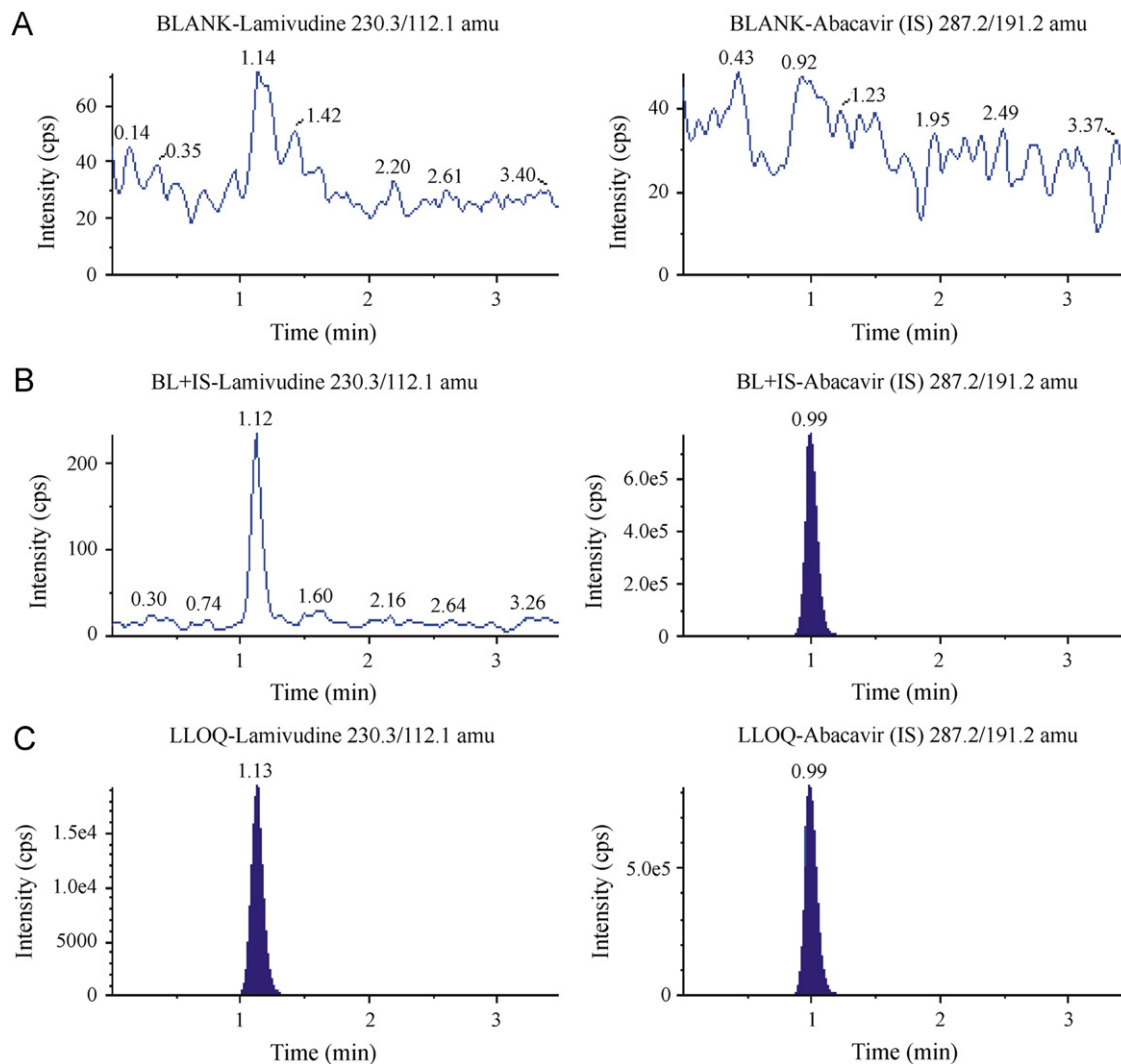 A
BLANK-Lamivudine 230.3/112.1 amu
1.14
60
1.42
0.14
0.35
40
2.20
2.61
3.40
20
0
Intensity (cps)
1
2
3
Time (min)
BLANK-Abacavir (IS) 287.2/191.2 amu
0.43
0.92
40
1.23
1.95
2.49
3.37
20
0
Intensity (cps)
1
2
3
Time (min)
B
BL+IS-Lamivudine 230.3/112.1 amu
1.12
200
100
0.30
0.74
1.60
2.16
2.64
3.26
0
Intensity (cps)
1
2
3
Time (min)
BL+IS-Abacavir (IS) 287.2/191.2 amu
0.99
6.0e5
2.0e5
0
Intensity (cps)
1
2
3
Time (min)
C
LLOQ-Lamivudine 230.3/112.1 amu
1.13
1.5e4
1.0e4
5000
0
Intensity (cps)
1
2
3
Time (min)
LLOQ-Abacavir (IS) 287.2/191.2 amu
0.99
5.0e5
0
Intensity (cps)
1
2
3
Time (min)